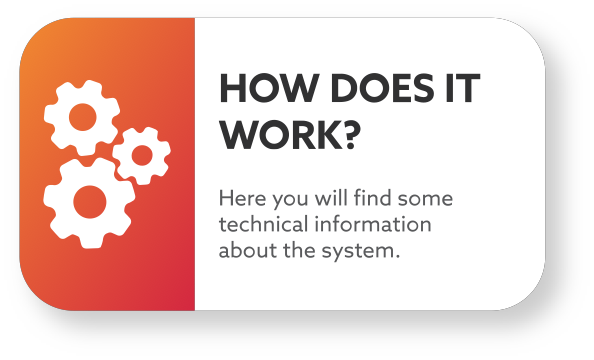 HOW DOES IT
WORK?
Here you will find some
technical information
about the system.